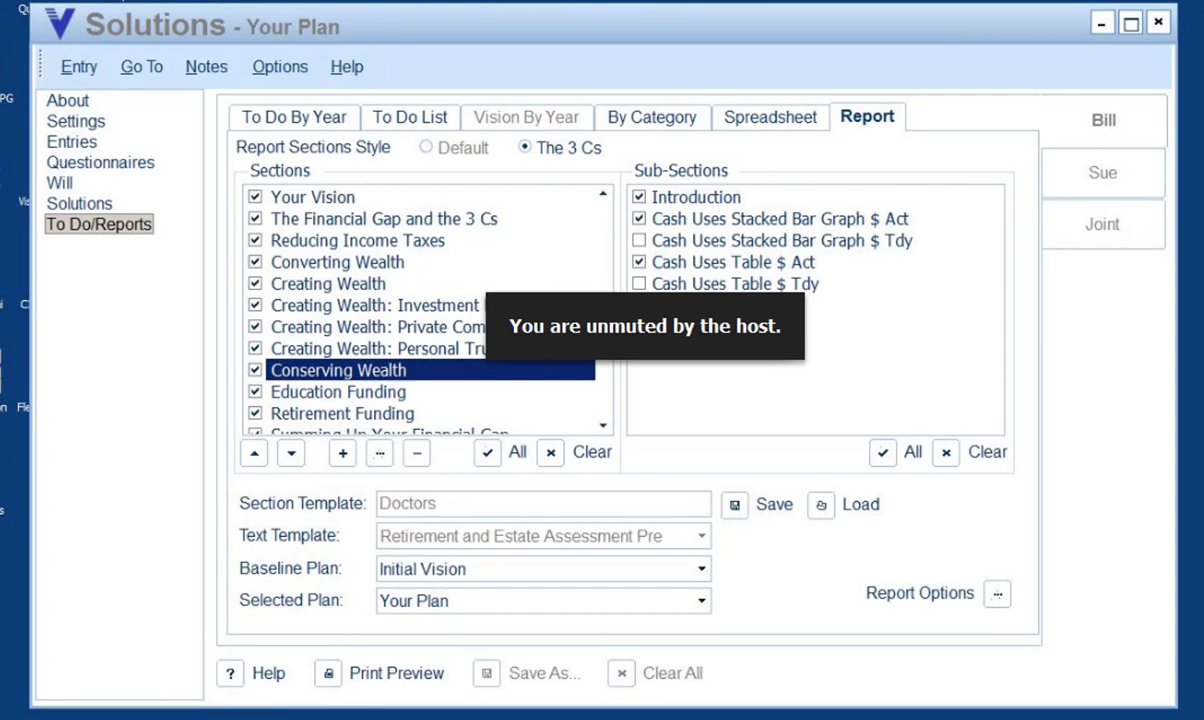 Solutions - Your Plan
Entry Go To Notes Options Help
About
Settings
Entries
Questionnaires
Will
Solutions
To Do/Reports
To Do By Year To Do List Vision By Year By Category Spreadsheet Report
Report Sections Style Default The 3 Cs
Sections
Your Vision
The Financial Gap and the 3 Cs
Reducing Income Taxes
Converting Wealth
Creating Wealth
Creating Wealth: Investment
Creating Wealth: Private Com
Creating Wealth: Personal Tru
Conserving Wealth
Education Funding
Retirement Funding
Summing Up Your Financial Gap
All Clear
Sub-Sections
Introduction
Cash Uses Stacked Bar Graph $ Act
Cash Uses Stacked Bar Graph $ Tdy
Cash Uses Table $ Act
Cash Uses Table $ Tdy
All Clear
You are unmuted by the host.
Section Template: Doctors Save Load
Text Template: Retirement and Estate Assessment Pre
Baseline Plan: Initial Vision
Selected Plan: Your Plan
Report Options ...
? Help Print Preview Save As... Clear All
Bill
Sue
Joint
PG